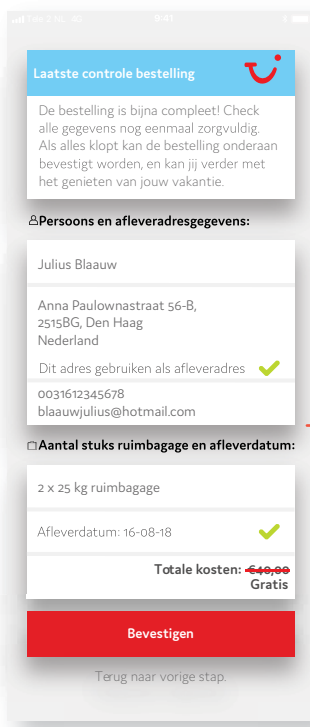 Tele 2 NL 4G 9:41
Laatste controle bestelling
De bestelling is bijna compleet! Check
alle gegevens nog eenmaal zorgvuldig.
Als alles klopt kan de bestelling onderaan
bevestigt worden, en kan jij verder met
het genieten van jouw vakantie.
Persoons en afleveradresgegevens:
Julius Blaauw
Anna Paulownastraat 56-B,
2515BG, Den Haag
Nederland
Dit adres gebruiken als afleveradres
0031612345678
blaauwjulius@hotmail.com
Aantal stuks ruimbagage en afleverdatum:
2 x 25 kg ruimbagage
Afleverdatum: 16-08-18
Totale kosten: €40,00
Gratis
Bevestigen
Terug naar vorige stap.